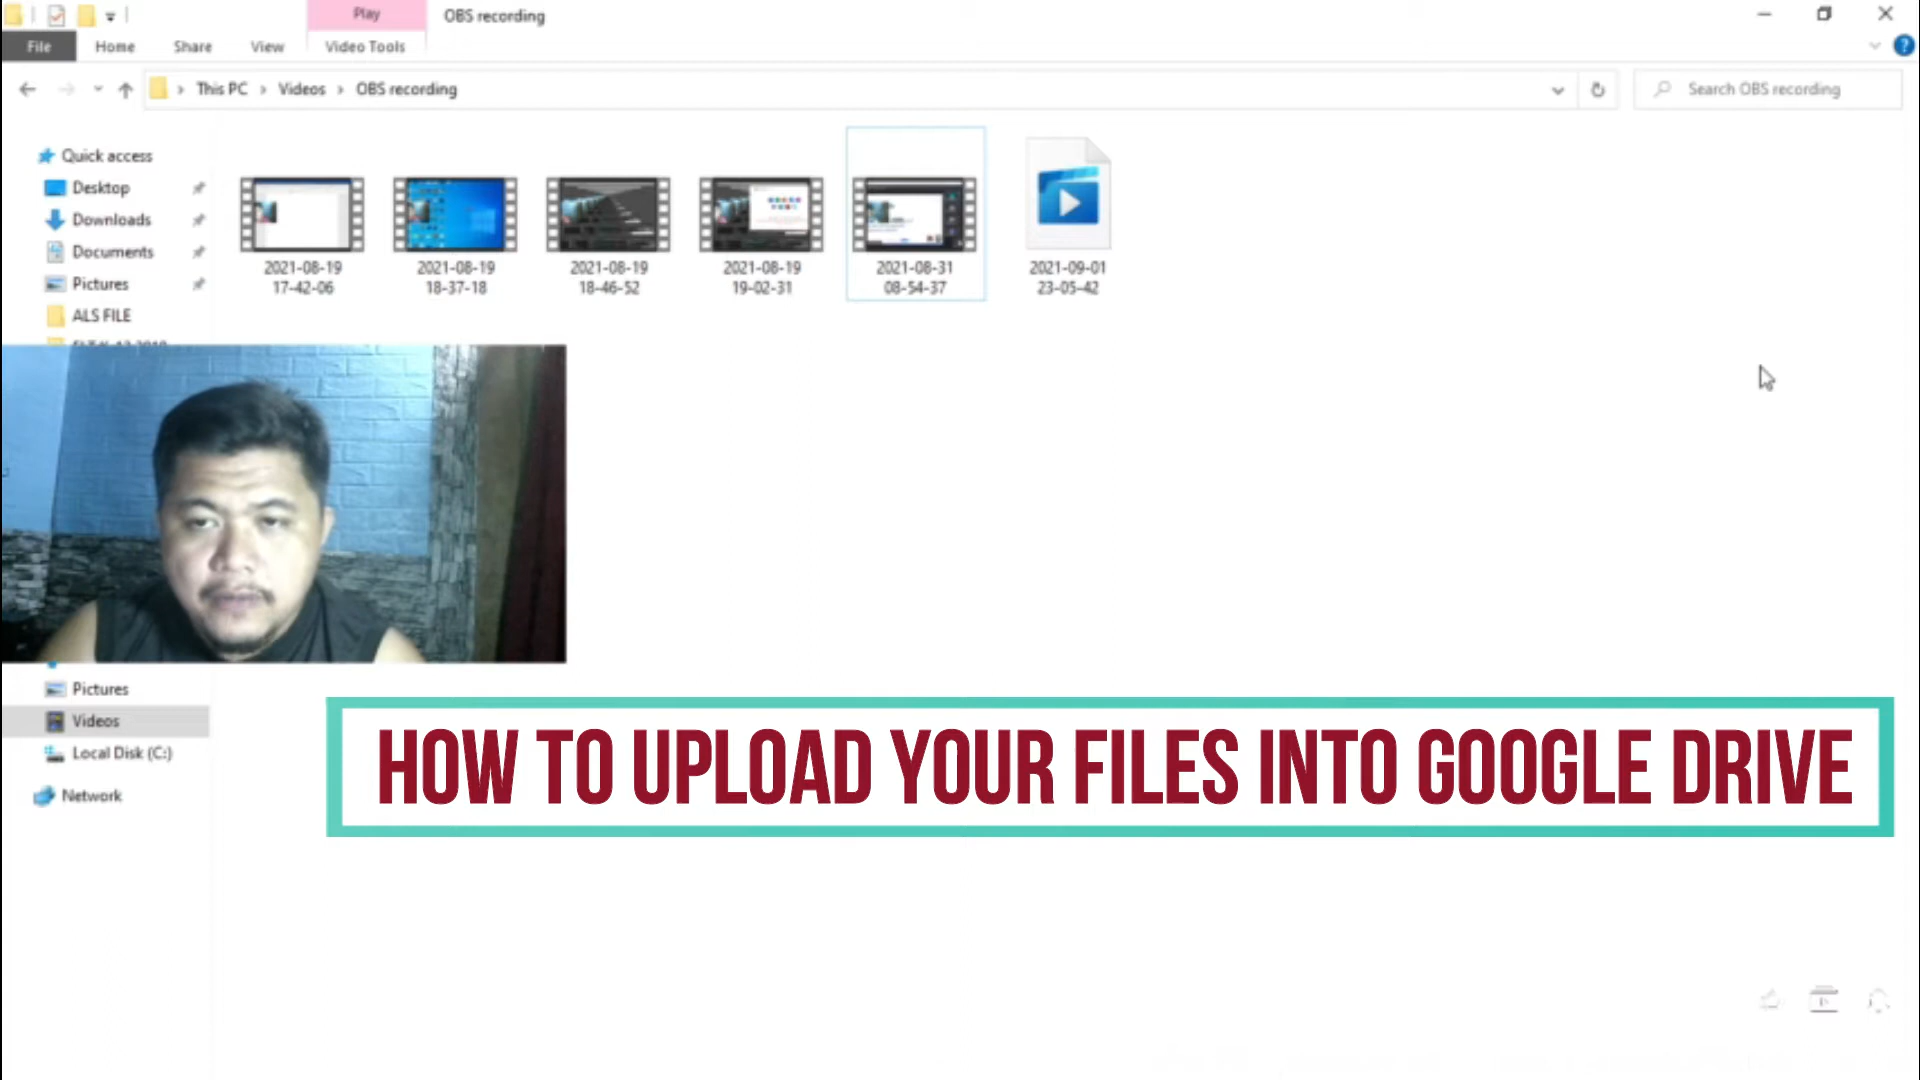 Play
OBS recording
File
Home
Share
View
Video Tools
This PC
Videos
OBS recording
Search OBS recording
Quick access
Desktop
Downloads
Documents
Pictures
ALS FILE
2021-08-19
17-42-06
2021-08-19
18-37-18
2021-08-19
18-46-52
2021-08-19
19-02-31
2021-08-31
08-54-37
2021-09-01
23-05-42
Pictures
Videos
Local Disk (C:)
Network
HOW TO UPLOAD YOUR FILES INTO GOOGLE DRIVE